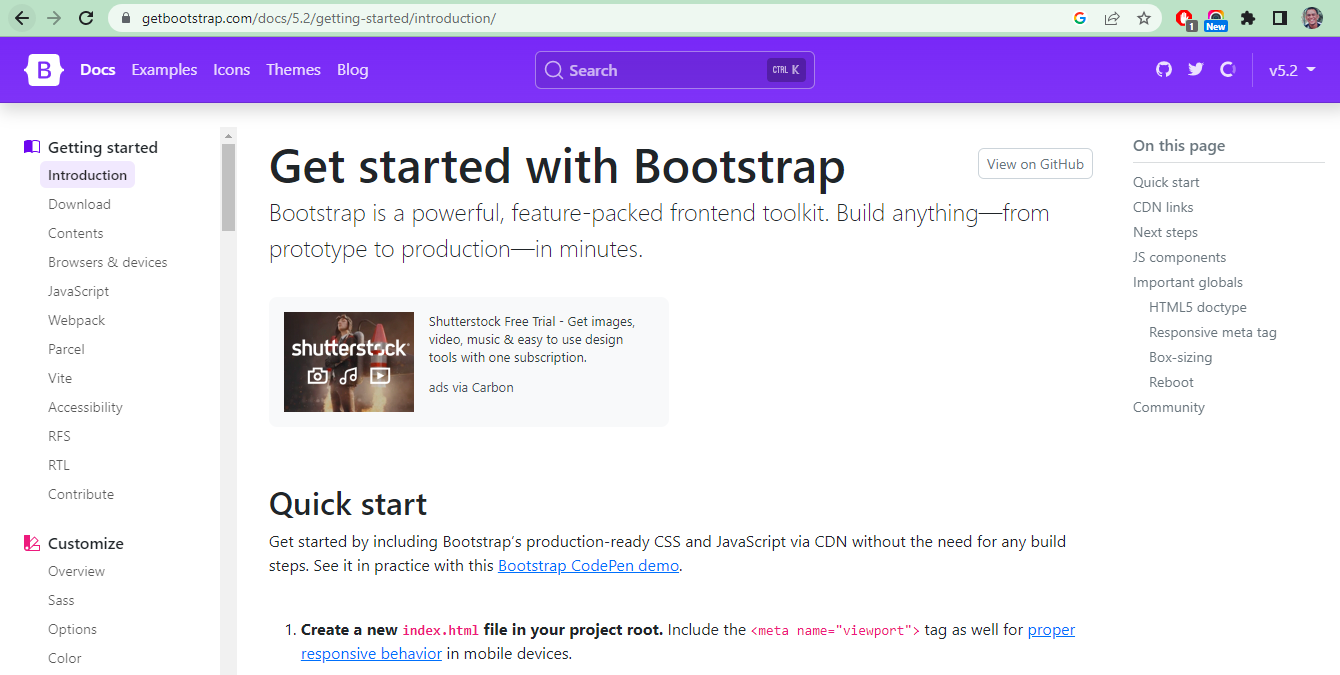 getbootstrap.com/docs/5.2/getting-started/introduction/
1
New
B
Docs
Examples
Icons
Themes
Blog
Search
CTRL K
v5.2
Getting started
Introduction
Download
Contents
Browsers & devices
JavaScript
Webpack
Parcel
Vite
Accessibility
RFS
RTL
Contribute
Customize
Overview
Sass
Options
Color
Get started with Bootstrap
View on GitHub
Bootstrap is a powerful, feature-packed frontend toolkit. Build anything—from
prototype to production—in minutes.
shutterstock
Shutterstock Free Trial - Get images,
video, music & easy to use design
tools with one subscription.
ads via Carbon
Quick start
Get started by including Bootstrap’s production-ready CSS and JavaScript via CDN without the need for any build
steps. See it in practice with this Bootstrap CodePen demo.
1. Create a new index.html file in your project root. Include the <meta name="viewport"> tag as well for proper
responsive behavior in mobile devices.
On this page
Quick start
CDN links
Next steps
JS components
Important globals
HTML5 doctype
Responsive meta tag
Box-sizing
Reboot
Community